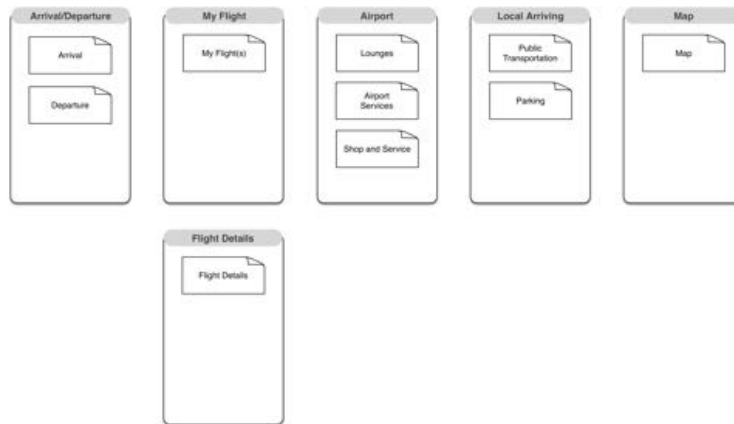 Arrival/Departure
Arrival
Departure
My Flight
My Flight(s)
Airport
Lounges
Airport
Services
Shop and Service
Local Arriving
Public
Transportation
Parking
Map
Map
Flight Details
Flight Details